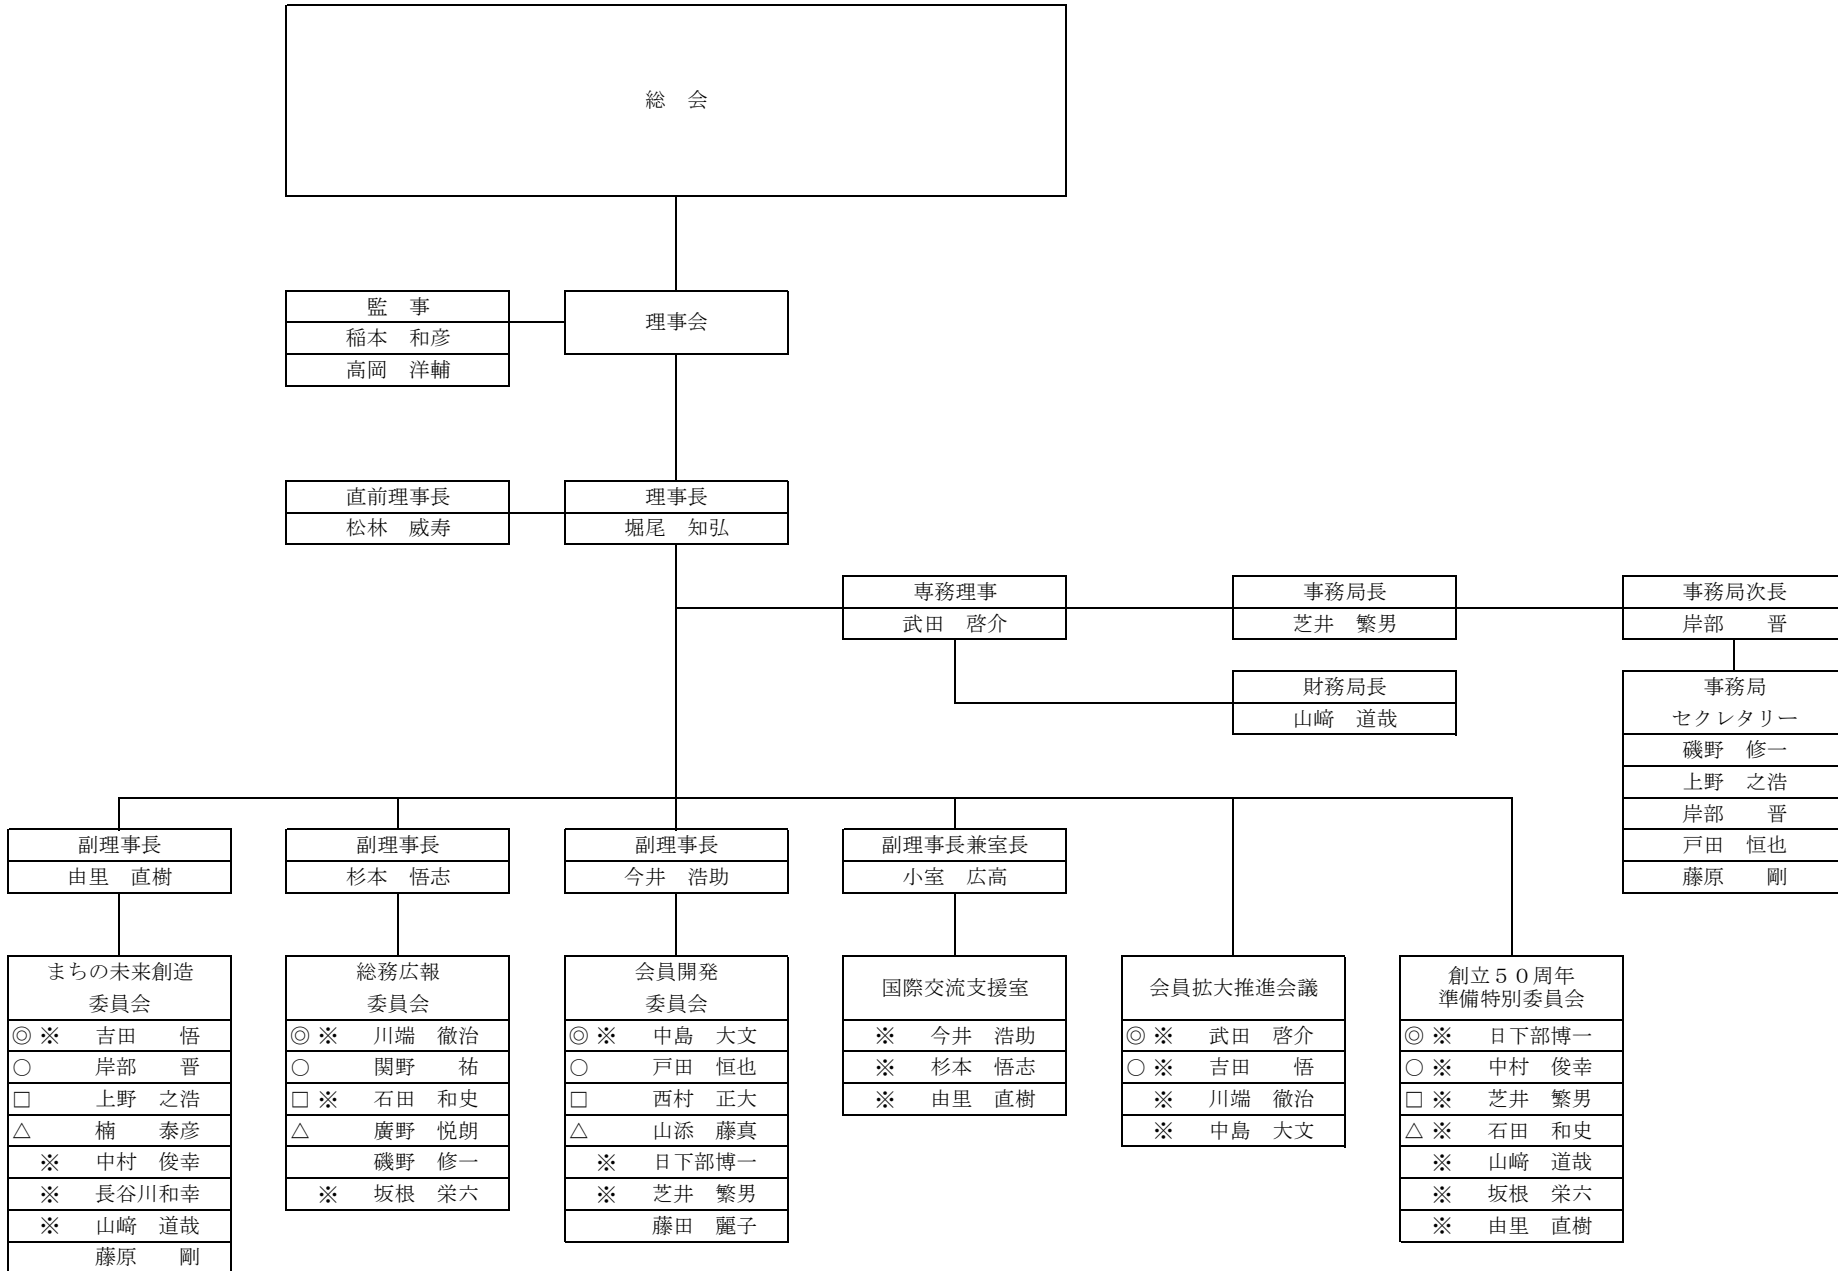 総　会
監　事
稲本　和彦
高岡　洋輔
理事会
直前理事長
松林　威寿
理事長
堀尾　知弘
専務理事
武田　啓介
事務局長
芝井　繁男
事務局次長
岸部　　晋
財務局長
山﨑　道哉
事務局
セクレタリー
磯野　修一
上野　之浩
岸部　　晋
戸田　恒也
藤原　　剛
副理事長
由里　直樹
副理事長
杉本　悟志
副理事長
今井　浩助
副理事長兼室長
小室　広高
まちの未来創造
委員会
◎ ※ 吉田　　悟
○ 岸部　　晋
□ 上野　之浩
△ 楠　　泰彦
※ 中村　俊幸
※ 長谷川和幸
※ 山﨑　道哉
藤原　　剛
総務広報
委員会
◎ ※ 川端　徹治
○ 関野　　祐
□ ※ 石田　和史
△ 廣野　悦朗
磯野　修一
※ 坂根　栄六
会員開発
委員会
◎ ※ 中島　大文
○ 戸田　恒也
□ 西村　正大
△ 山添　藤真
※ 日下部博一
※ 芝井　繁男
藤田　麗子
国際交流支援室
※ 今井　浩助
※ 杉本　悟志
※ 由里　直樹
会員拡大推進会議
◎ ※ 武田　啓介
○ ※ 吉田　　悟
※ 川端　徹治
※ 中島　大文
創立５０周年
準備特別委員会
◎ ※ 日下部博一
○ ※ 中村　俊幸
□ ※ 芝井　繁男
△ ※ 石田　和史
※ 山﨑　道哉
※ 坂根　栄六
※ 由里　直樹